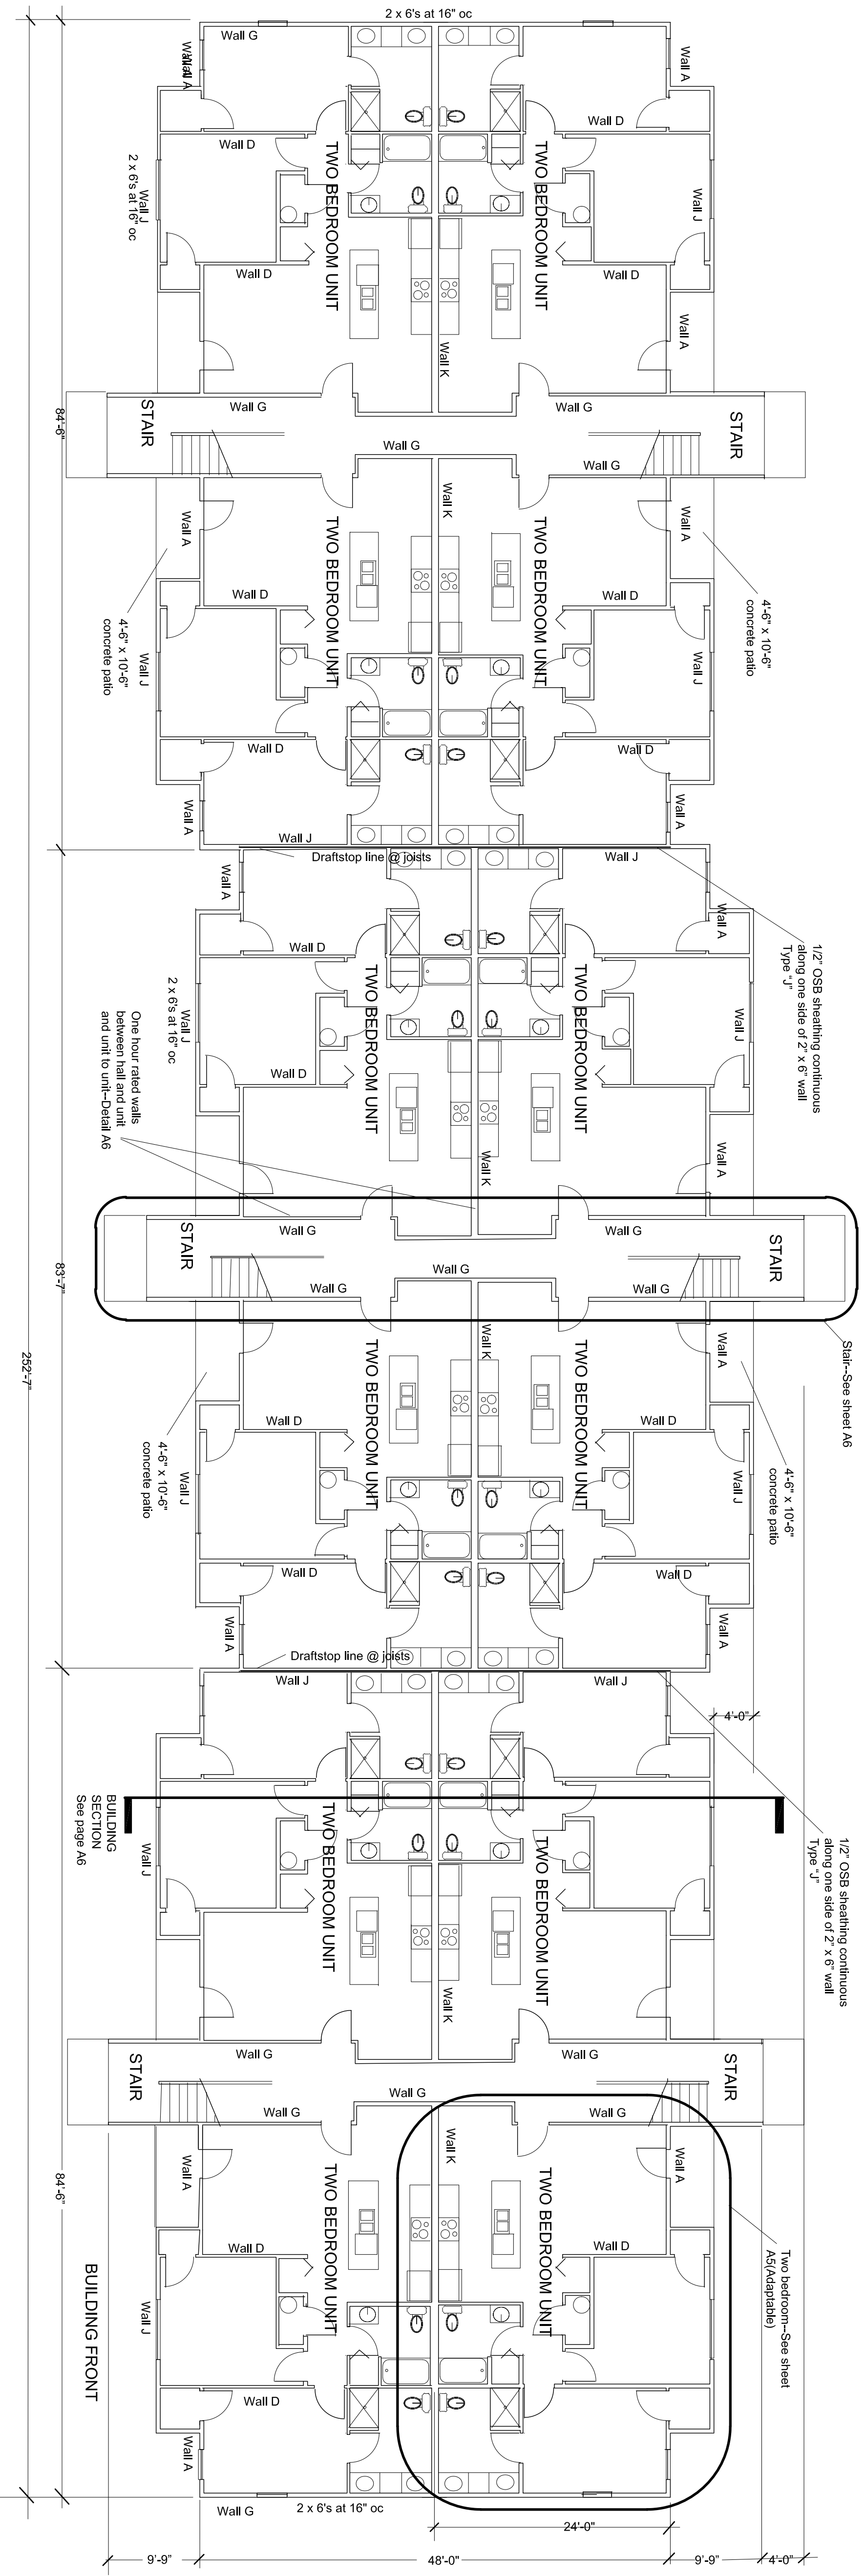 2 x 6's at 16" oc
Wall G
Wall A
Wall A
Wall D
Wall D
TWO BEDROOM UNIT
TWO BEDROOM UNIT
Wall J
2 x 6's at 16" oc
Wall J
Wall D
Wall D
Wall A
Wall K
84'-6"
STAIR
Wall G
Wall G
STAIR
Wall G
Wall G
Wall K
Wall A
Wall A
TWO BEDROOM UNIT
TWO BEDROOM UNIT
4'-6" x 10'-6"
concrete patio
4'-6" x 10'-6"
concrete patio
Wall D
Wall D
Wall J
Wall J
Wall D
Wall D
Wall A
Wall A
Wall J
Draftstop line @ joists
Wall J
Wall A
Wall A
1/2" OSB sheathing continuous
along one side of 2" x 6" wall
Type "J"
Wall D
TWO BEDROOM UNIT
TWO BEDROOM UNIT
Wall J
2 x 6's at 16" oc
Wall J
One hour rated walls
between hall and unit
and unit to unit--Detail A6
Wall D
Wall K
Wall A
83'-7"
STAIR
Wall G
Wall G
STAIR
Wall G
Wall G
Wall G
Stair--See sheet A6
252'-7"
Wall K
Wall A
TWO BEDROOM UNIT
TWO BEDROOM UNIT
Wall D
Wall D
4'-6" x 10'-6"
concrete patio
4'-6" x 10'-6"
concrete patio
Wall J
Wall J
Wall D
Wall D
Wall A
Wall A
Draftstop line @ joists
Wall J
Wall J
4'-0"
BUILDING
SECTION
See page A6
Wall J
TWO BEDROOM UNIT
TWO BEDROOM UNIT
1/2" OSB sheathing continuous
along one side of 2" x 6" wall
Type "J"
Wall K
STAIR
Wall G
Wall G
STAIR
Wall G
Wall G
Wall G
84'-6"
Wall A
Wall K
Wall A
TWO BEDROOM UNIT
TWO BEDROOM UNIT
Two bedroom--See sheet
A5(Adaptable)
Wall D
Wall D
BUILDING FRONT
Wall J
Wall D
Wall A
Wall G
2 x 6's at 16" oc
24'-0"
9'-9"
48'-0"
9'-9"
4'-0"